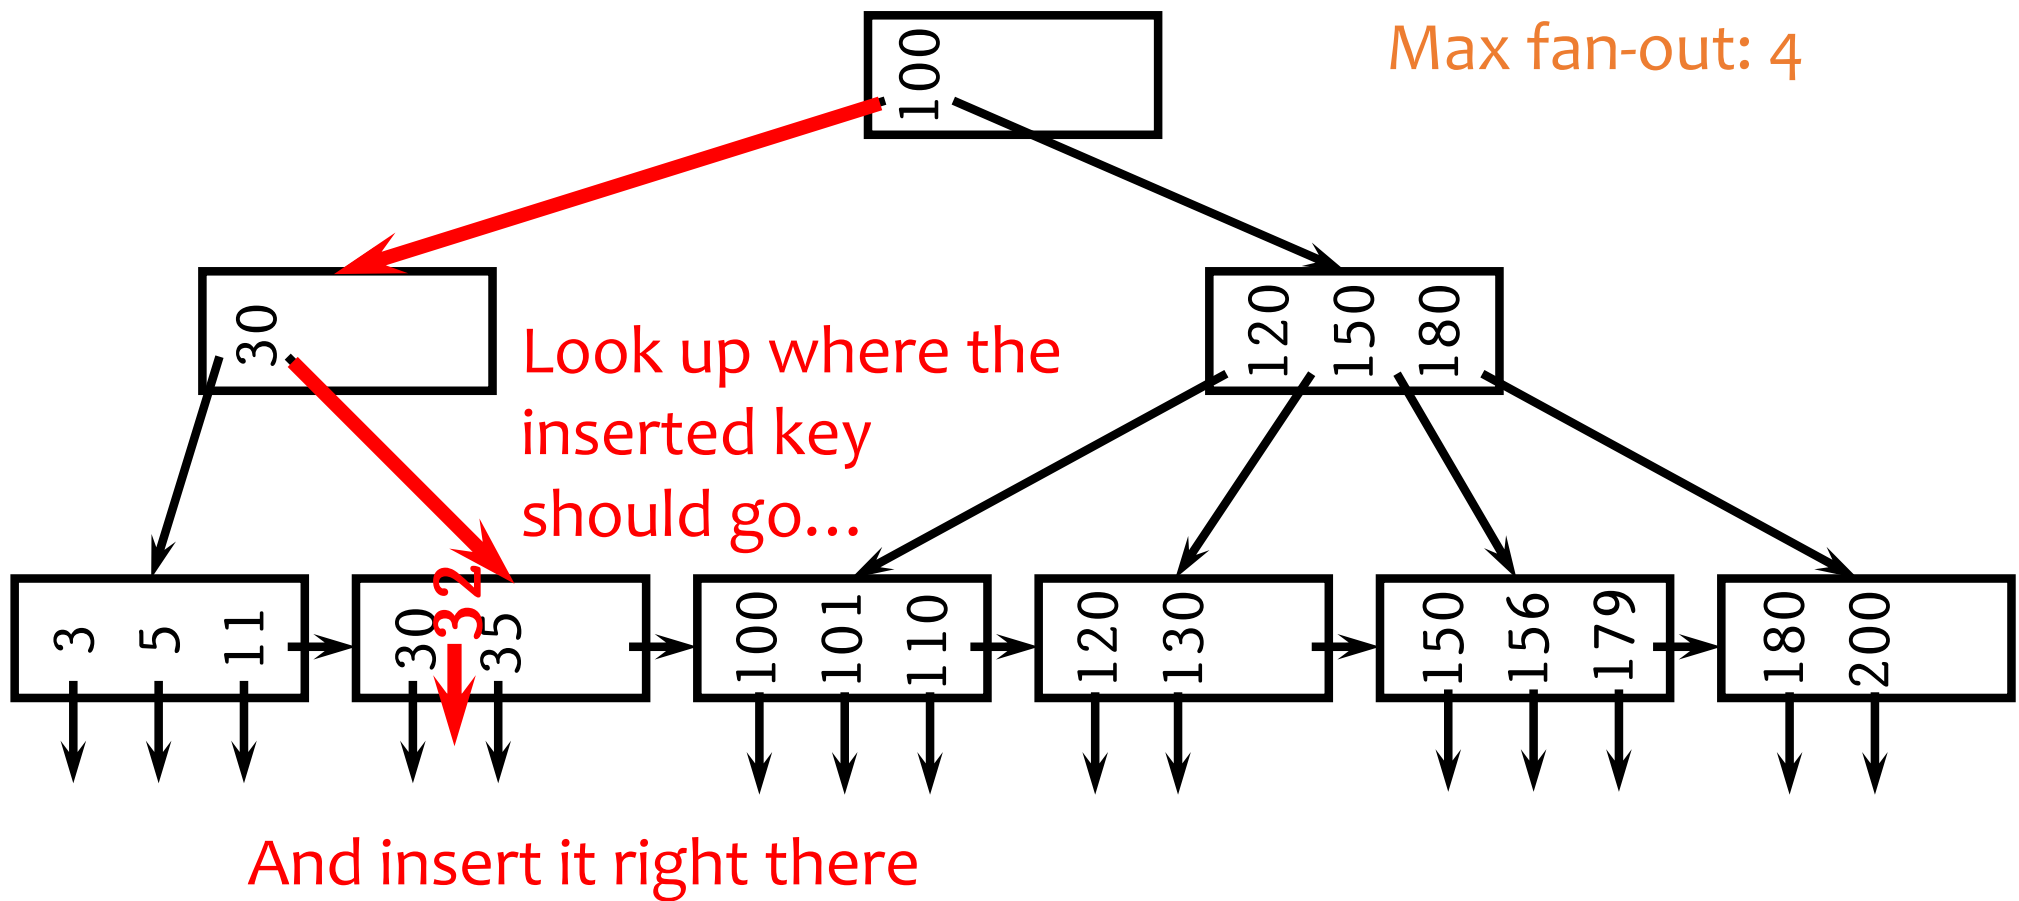 100
Max fan-out: 4
30
120 150 180
Look up where the
inserted key
should go...
3 5 11
30 32 35
100 101 110
120 130
150 156 179
180 200
And insert it right there